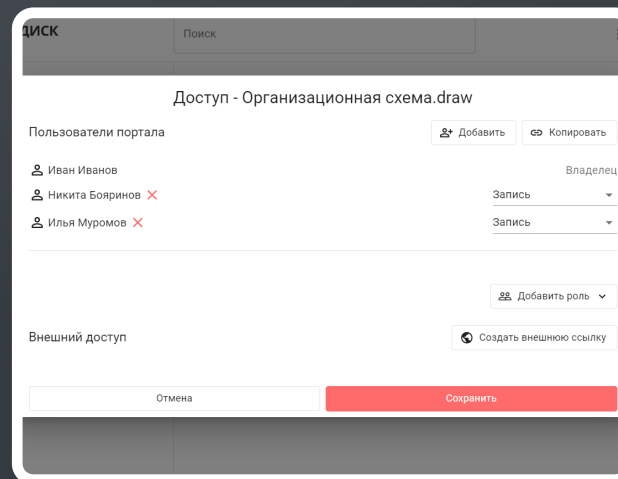 ДИСК
Поиск
Доступ - Организационная схема.draw
Пользователи портала
Добавить
Копировать
Иван Иванов
Владелец
Никита Бояринов
Запись
Илья Муромов
Запись
Добавить роль
Внешний доступ
Создать внешнюю ссылку
Отмена
Сохранить